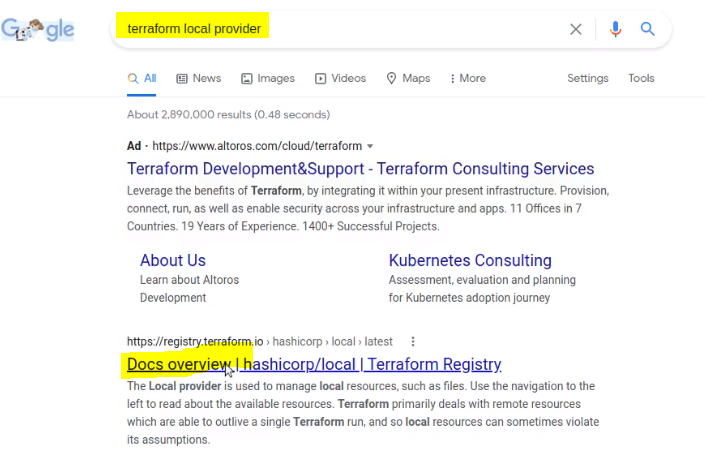 Google
terraform local provider
All News Images Videos Maps More Settings Tools
About 2,890,000 results (0.48 seconds)
Ad · https://www.altoros.com/cloud/terraform
Terraform Development&Support - Terraform Consulting Services
Leverage the benefits of Terraform, by integrating it within your present infrastructure. Provision,
connect, run, as well as enable security across your infrastructure and apps. 11 Offices in 7
Countries. 19 Years of Experience. 1400+ Successful Projects.
About Us Kubernetes Consulting
Learn about Altoros Assessment, evaluation and planning
Development for Kubernetes adoption journey
https://registry.terraform.io › hashicorp › local › latest
Docs overview | hashicorp/local | Terraform Registry
The Local provider is used to manage local resources, such as files. Use the navigation to the
left to read about the available resources. Terraform primarily deals with remote resources
which are able to outlive a single Terraform run, and so local resources can sometimes violate
its assumptions.